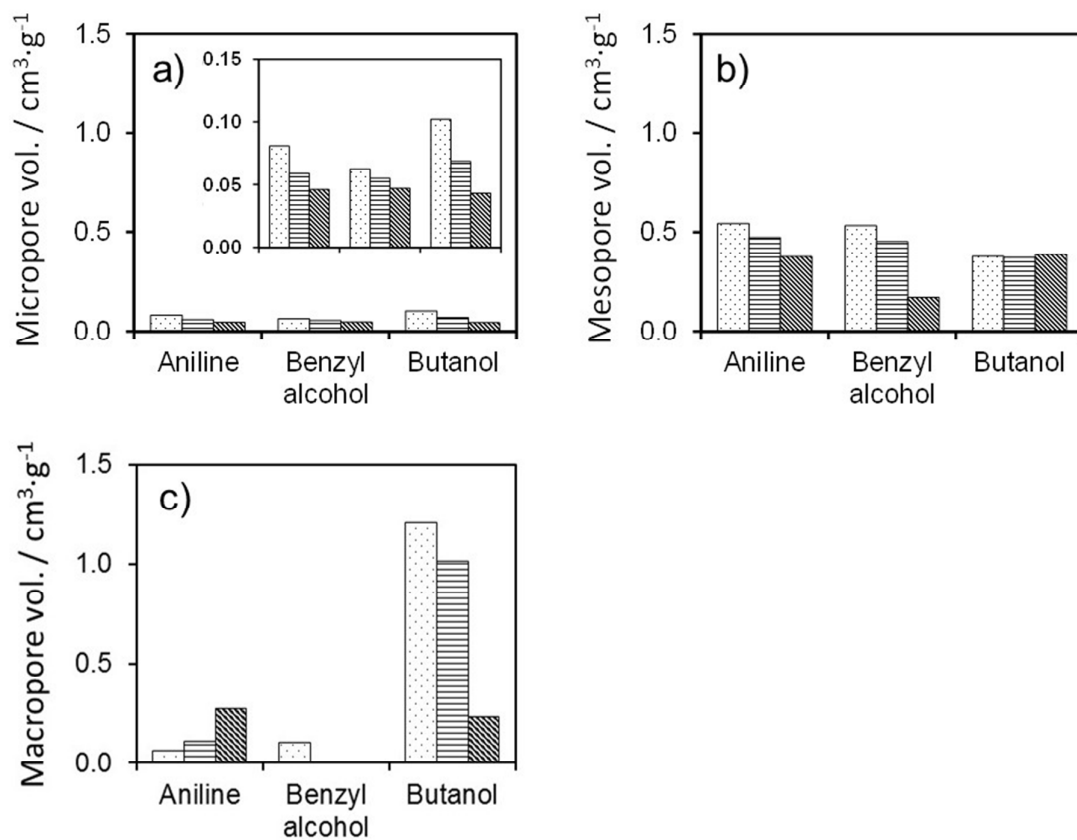 Micropore vol. / cm³·g⁻¹
1.5
1.0
0.5
0.0
a)
0.15
0.10
0.05
0.00
Aniline
Benzyl
alcohol
Butanol
Mesopore vol. / cm³·g⁻¹
1.5
1.0
0.5
0.0
b)
Aniline
Benzyl
alcohol
Butanol
Macropore vol. / cm³·g⁻¹
1.5
1.0
0.5
0.0
c)
Aniline
Benzyl
alcohol
Butanol